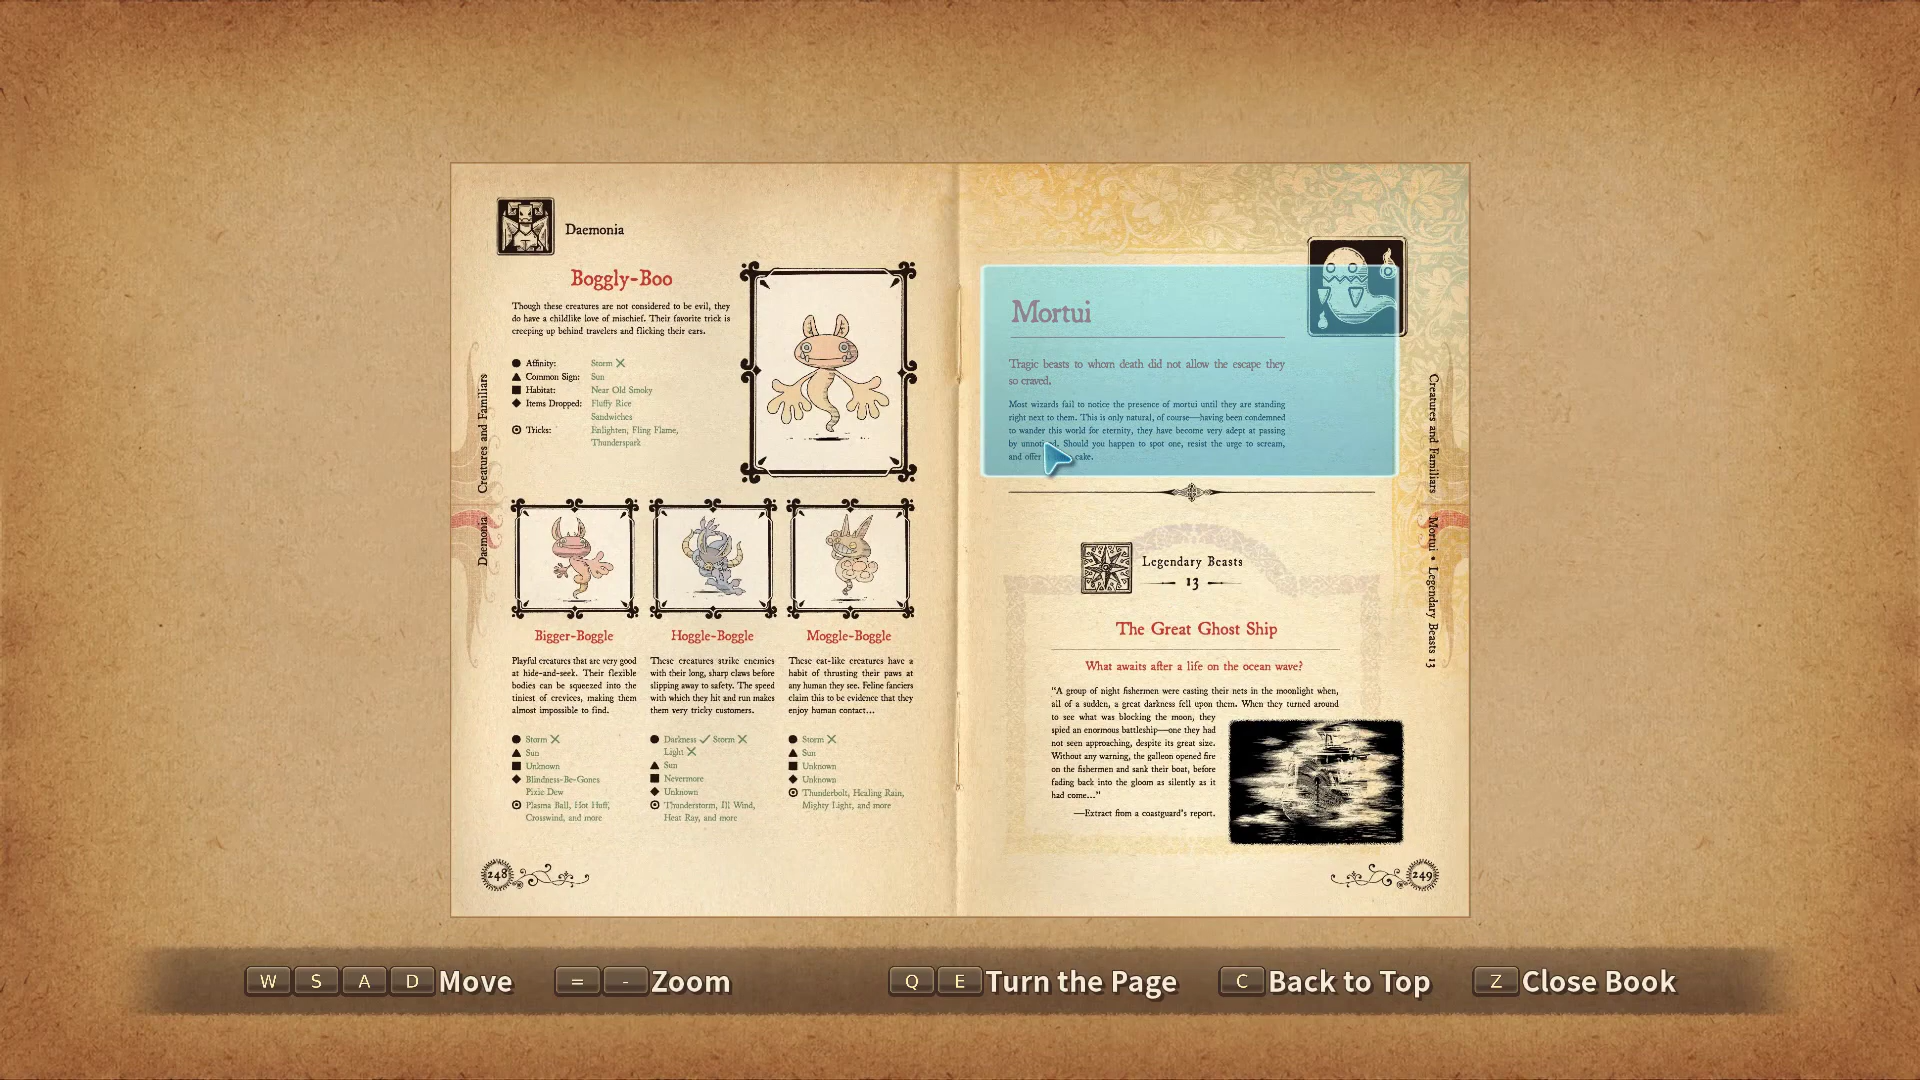 Daemonia
Boggly-Boo
Though these creatures are not considered to be evil, they
do have a childlike love of mischief. Their favorite trick is
creeping up behind travelers and flicking their ears.
Affinity: Storm
Common Sign: Sun
Habitat: Near Old Smoky
Items Dropped: Fluffy Rice
Sandwiches
Tricks: Enlighten, Fling Flame,
Thunderspark
Creatures and Familiars
Daemonia
Bigger-Boggle
Playful creatures that are very good
at hide-and-seek. Their flexible
bodies can be squeezed into the
tiniest of crevices, making them
almost impossible to find.
Storm
Sun
Unknown
Blindness-Be-Gones
Pixie Dew
Plasma Ball, Hot Huff,
Crosswind, and more
Hoggle-Boggle
These creatures strike enemies
with their long, sharp claws before
slipping away to safety. The speed
with which they hit and run makes
them very tricky customers.
Darkness ✓ Storm
Light
Sun
Nevermore
Unknown
Thunderstorm, Ill Wind,
Heat Ray, and more
Moggle-Boggle
These cat-like creatures have a
habit of thrusting their paws at
any human they see. Feline fanciers
claim this to be evidence that they
enjoy human contact...
Storm
Sun
Unknown
Unknown
Thunderbolt, Healing Rain,
Mighty Light, and more
248
Mortui
Tragic beasts to whom death did not allow the escape they
so craved.
Most wizards fail to notice the presence of mortui until they are standing
right next to them. This is only natural, of course—having been condemned
to wander this world for eternity, they have become very adept at passing
by unnoticed. Should you happen to spot one, resist the urge to scream,
and offer cake.
Legendary Beasts
13
The Great Ghost Ship
What awaits after a life on the ocean wave?
"A group of night fishermen were casting their nets in the moonlight when,
all of a sudden, a great darkness fell upon them. When they turned around
to see what was blocking the moon, they
spied an enormous battleship—one they had
not seen approaching, despite its great size.
Without any warning, the galleon opened fire
on the fishermen and sank their boat, before
fading back into the gloom as silently as it
had come..."
—Extract from a coastguard's report.
Creatures and Familiars
Mortui • Legendary Beasts 13
249
W S A D Move = - Zoom Q E Turn the Page C Back to Top Z Close Book